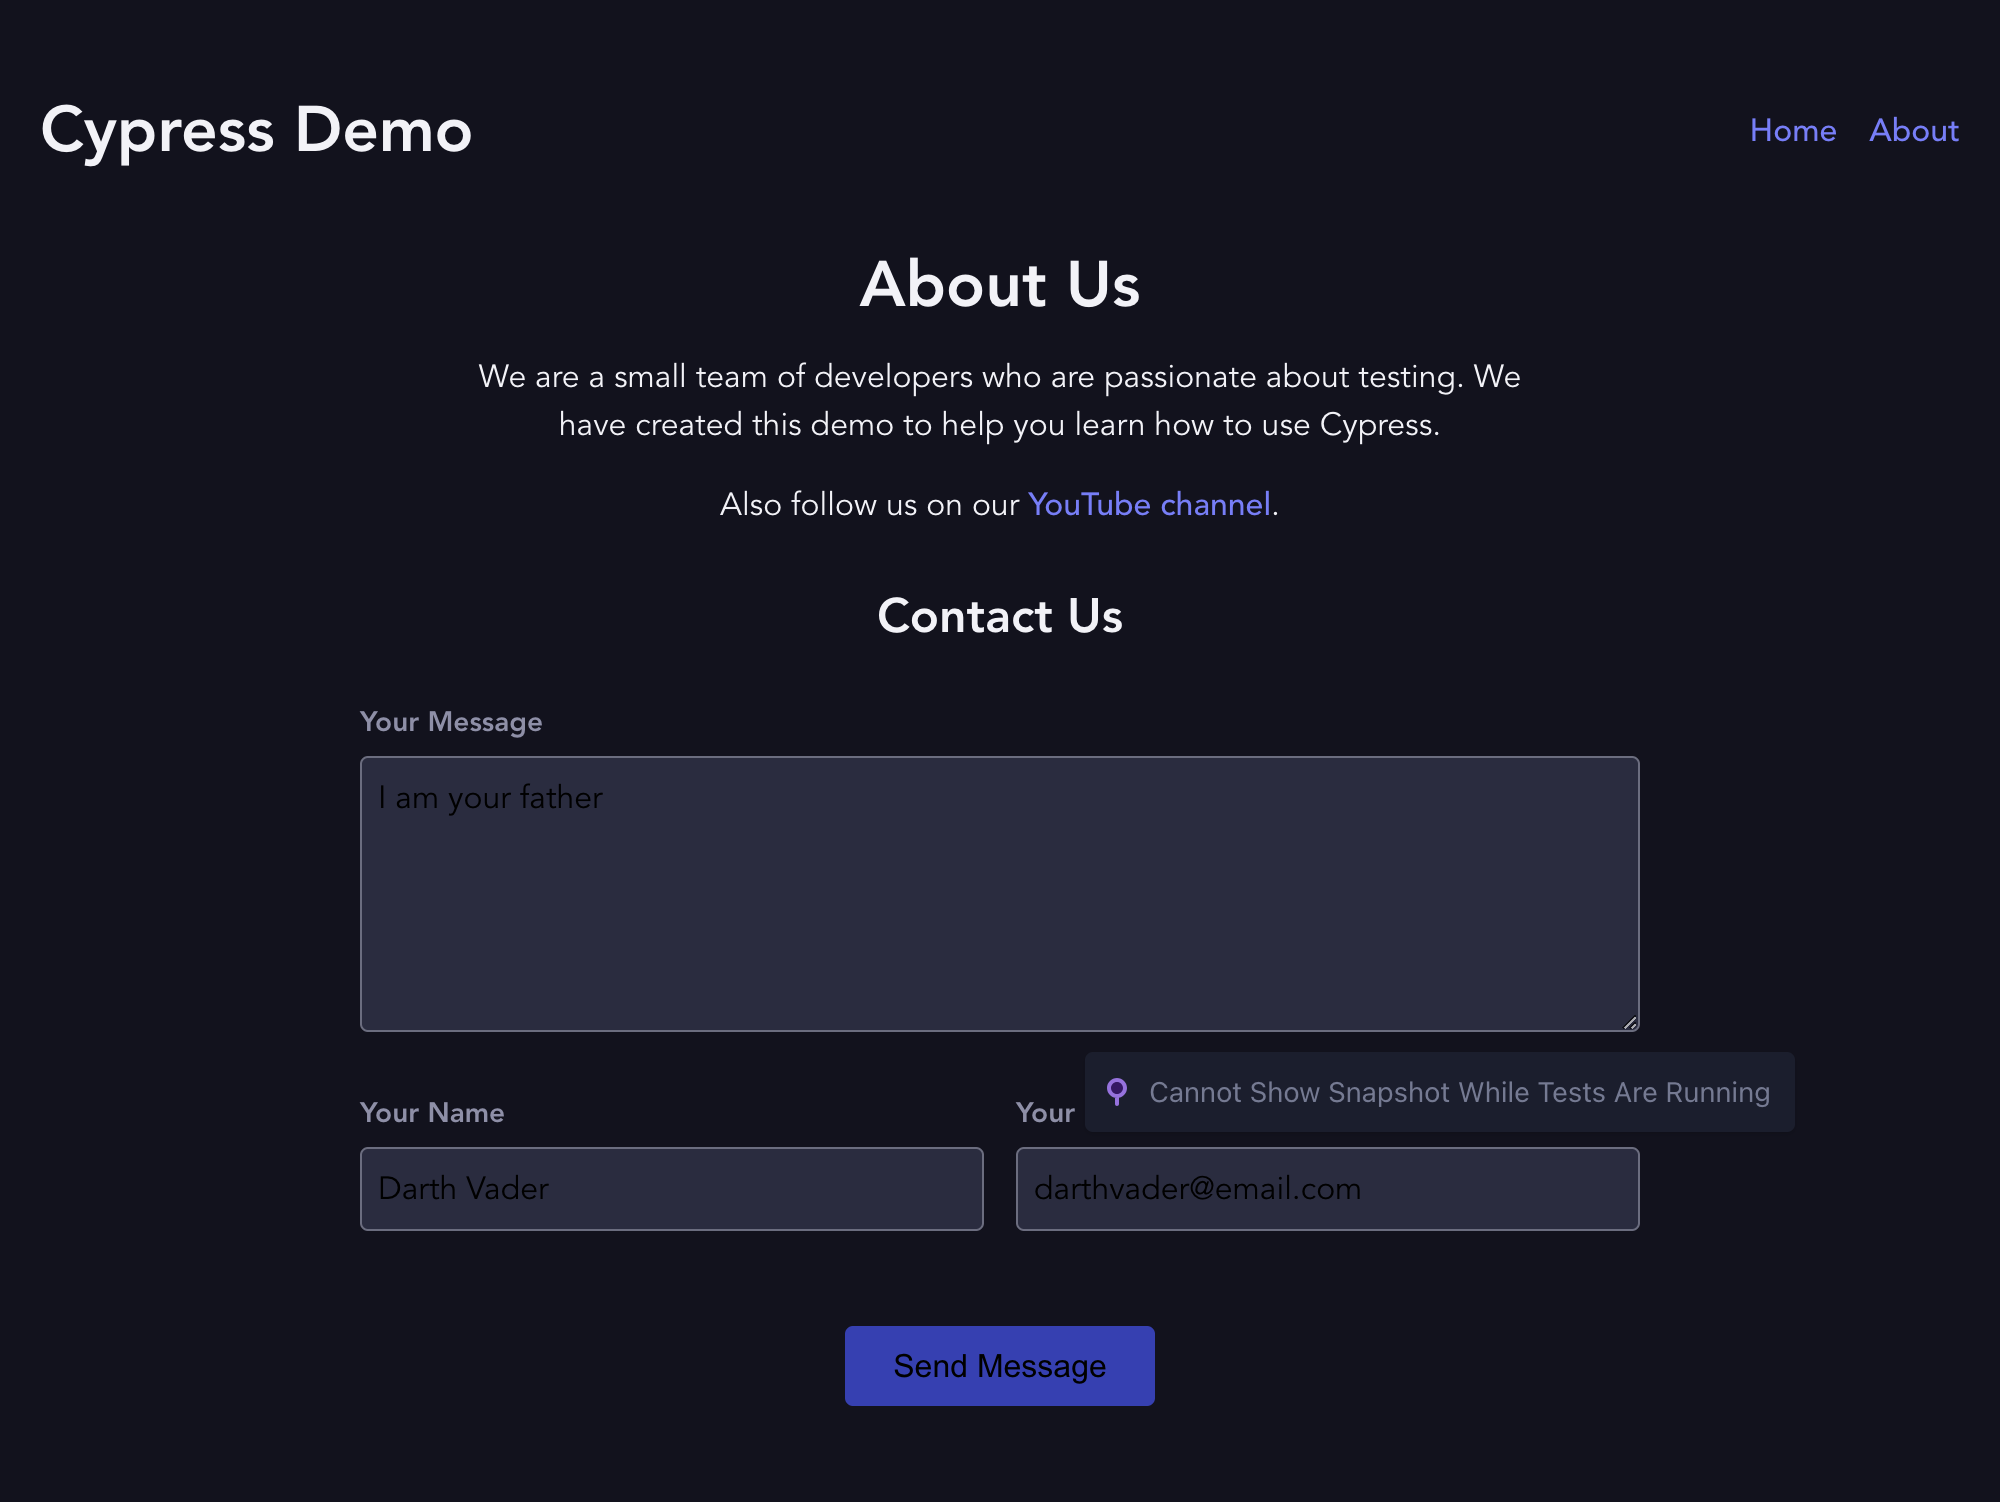 Cypress Demo
Home About
About Us
We are a small team of developers who are passionate about testing. We
have created this demo to help you learn how to use Cypress.
Also follow us on our YouTube channel.
Contact Us
Your Message
I am your father
Cannot Show Snapshot While Tests Are Running
Your Name
Your
Darth Vader
darthvader@email.com
Send Message